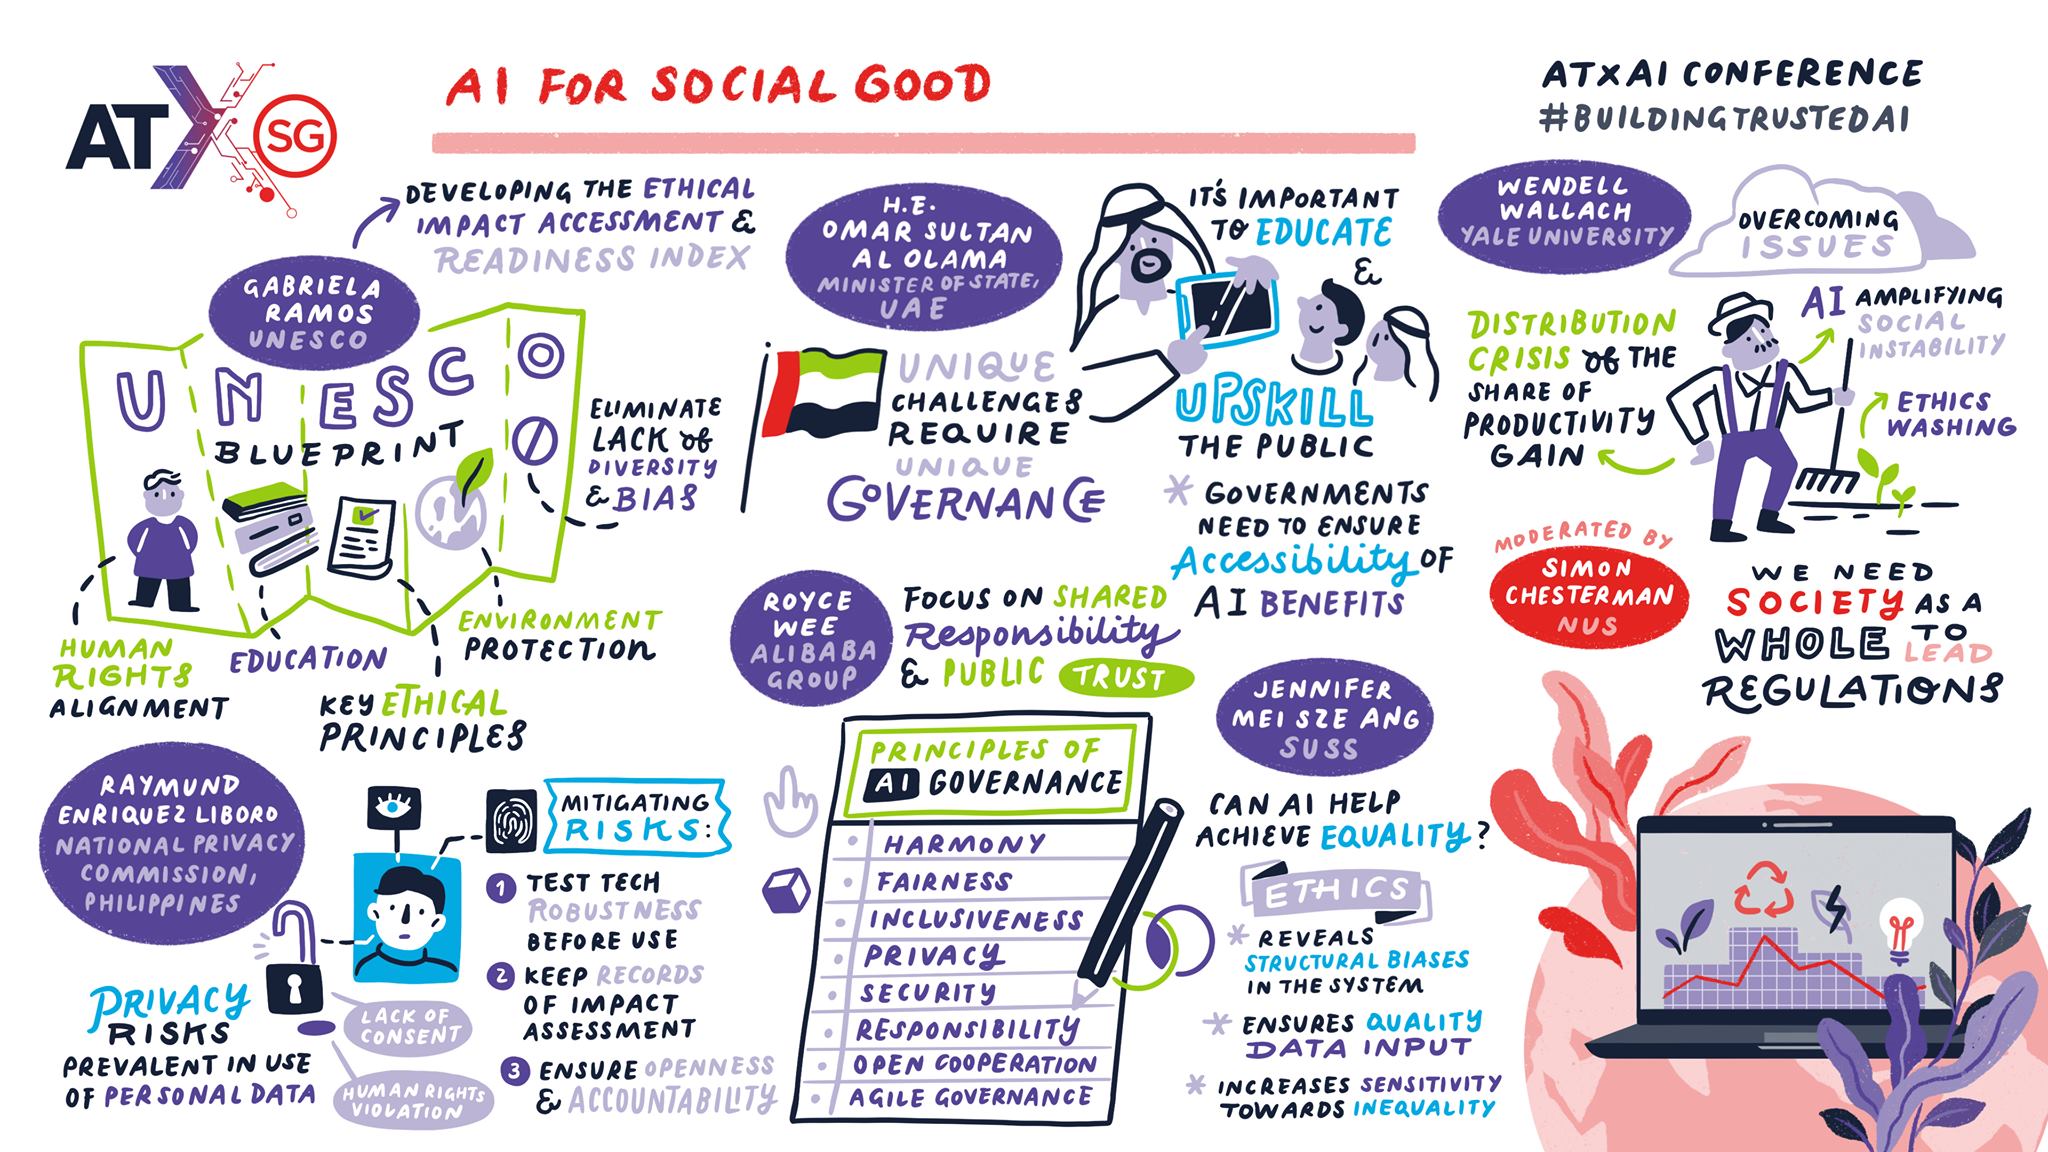 ATX SG
AI FOR SOCIAL GOOD
ATxAI CONFERENCE
#BUILDINGTRUSTEDAI
DEVELOPING THE ETHICAL
IMPACT ASSESSMENT &
READINESS INDEX
GABRIELA
RAMOS
UNESCO
UNESCO
BLUEPRINT
ELIMINATE
LACK of
DIVERSITY
& BIAS
HUMAN
RIGHTS
ALIGNMENT
EDUCATION
KEY ETHICAL
PRINCIPLES
ENVIRONMENT
PROTECTION
H.E.
OMAR SULTAN
AL OLAMA
MINISTER OF STATE,
UAE
UNIQUE
CHALLENGES
REQUIRE
UNIQUE
GOVERNANCE
IT'S IMPORTANT
TO EDUCATE
&
UPSKILL
THE PUBLIC
* GOVERNMENTS
NEED TO ENSURE
Accessibility OF
AI BENEFITS
WENDELL
WALLACH
YALE UNIVERSITY
OVERCOMING
ISSUES
DISTRIBUTION
CRISIS of THE
SHARE OF
PRODUCTIVITY
GAIN
AI AMPLIFYING
SOCIAL
INSTABILITY
ETHICS
WASHING
MODERATED BY
SIMON
CHESTERMAN
NUS
WE NEED
SOCIETY AS A
WHOLE TO
LEAD
REGULATIONS
RAYMUND
ENRIQUEZ LIBORO
NATIONAL PRIVACY
COMMISSION,
PHILIPPINES
PRIVACY
RISKS
PREVALENT IN USE
OF PERSONAL DATA
LACK OF
CONSENT
HUMAN RIGHTS
VIOLATION
MITIGATING
RISKS:
1 TEST TECH
ROBUSTNESS
BEFORE USE
2 KEEP RECORDS
OF IMPACT
ASSESSMENT
3 ENSURE OPENNESS
& ACCOUNTABILITY
ROYCE
WEE
ALIBABA
GROUP
FOCUS ON SHARED
Responsibility
& PUBLIC TRUST
PRINCIPLES OF
AI GOVERNANCE
HARMONY
FAIRNESS
INCLUSIVENESS
PRIVACY
SECURITY
RESPONSIBILITY
OPEN COOPERATION
AGILE GOVERNANCE
JENNIFER
MEI SZE ANG
SUSS
CAN AI HELP
ACHIEVE EQUALITY?
ETHICS
* REVEALS
STRUCTURAL BIASES
IN THE SYSTEM
* ENSURES QUALITY
DATA INPUT
* INCREASES SENSITIVITY
TOWARDS INEQUALITY